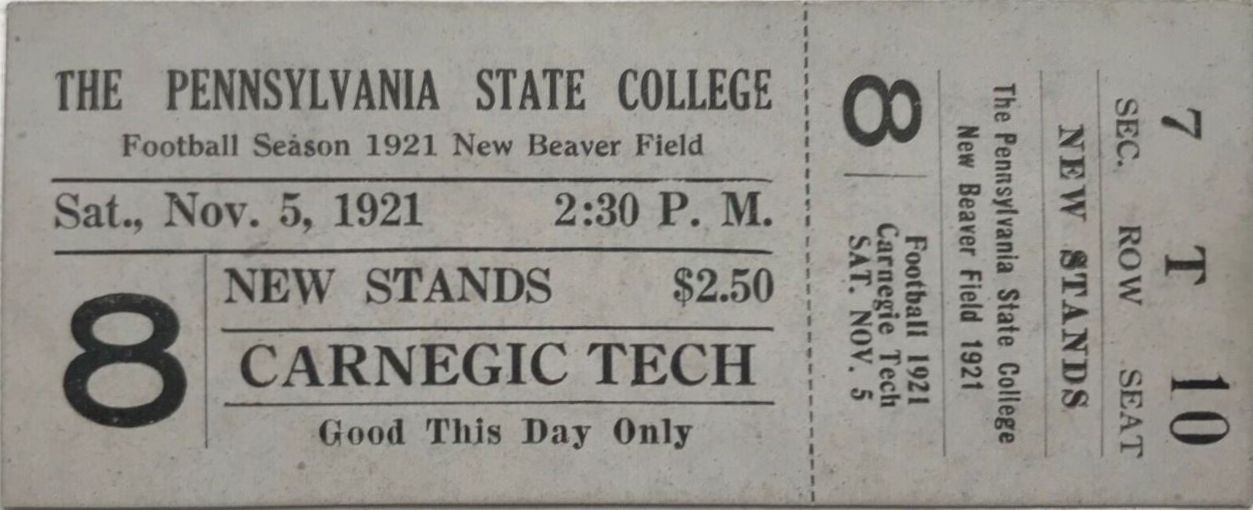 THE PENNSYLVANIA STATE COLLEGE
Football Season 1921 New Beaver Field
Sat., Nov. 5, 1921 2:30 P. M.
8
NEW STANDS $2.50
CARNEGIC TECH
Good This Day Only
7 T 10
SEC. ROW SEAT
NEW STANDS
The Pennsylvania State College
New Beaver Field 1921
8
Football 1921
Carnegie Tech
SAT. NOV. 5